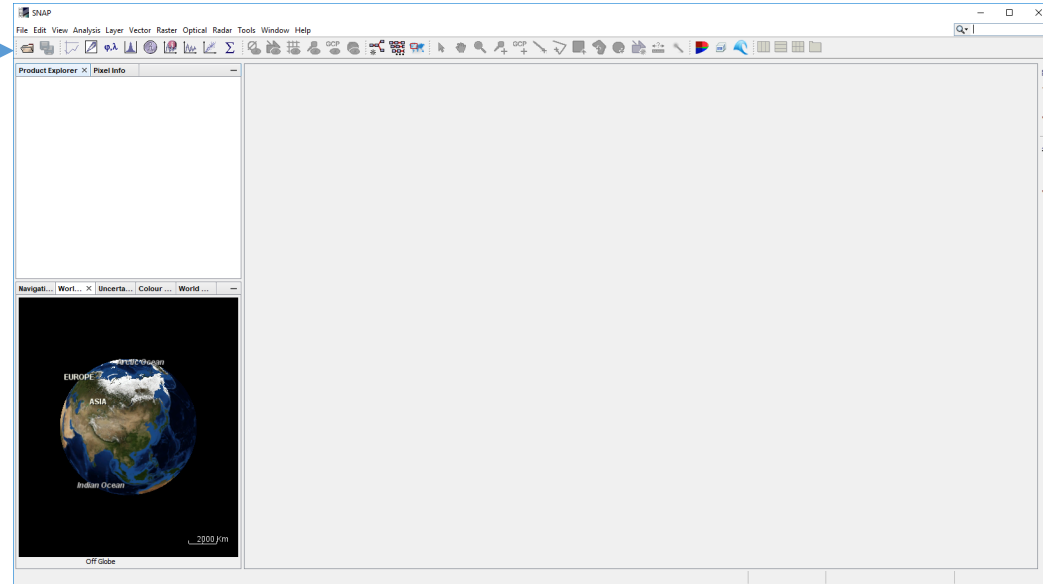 SNAP
File Edit View Analysis Layer Vector Raster Optical Radar Tools Window Help
φ,λ Σ GCP GCP
Product Explorer × Pixel Info
Navigati... Worl... × Uncerta... Colour ... World ...
Arctic Ocean
EUROPE
ASIA
Indian Ocean
2000 Km
Off Globe